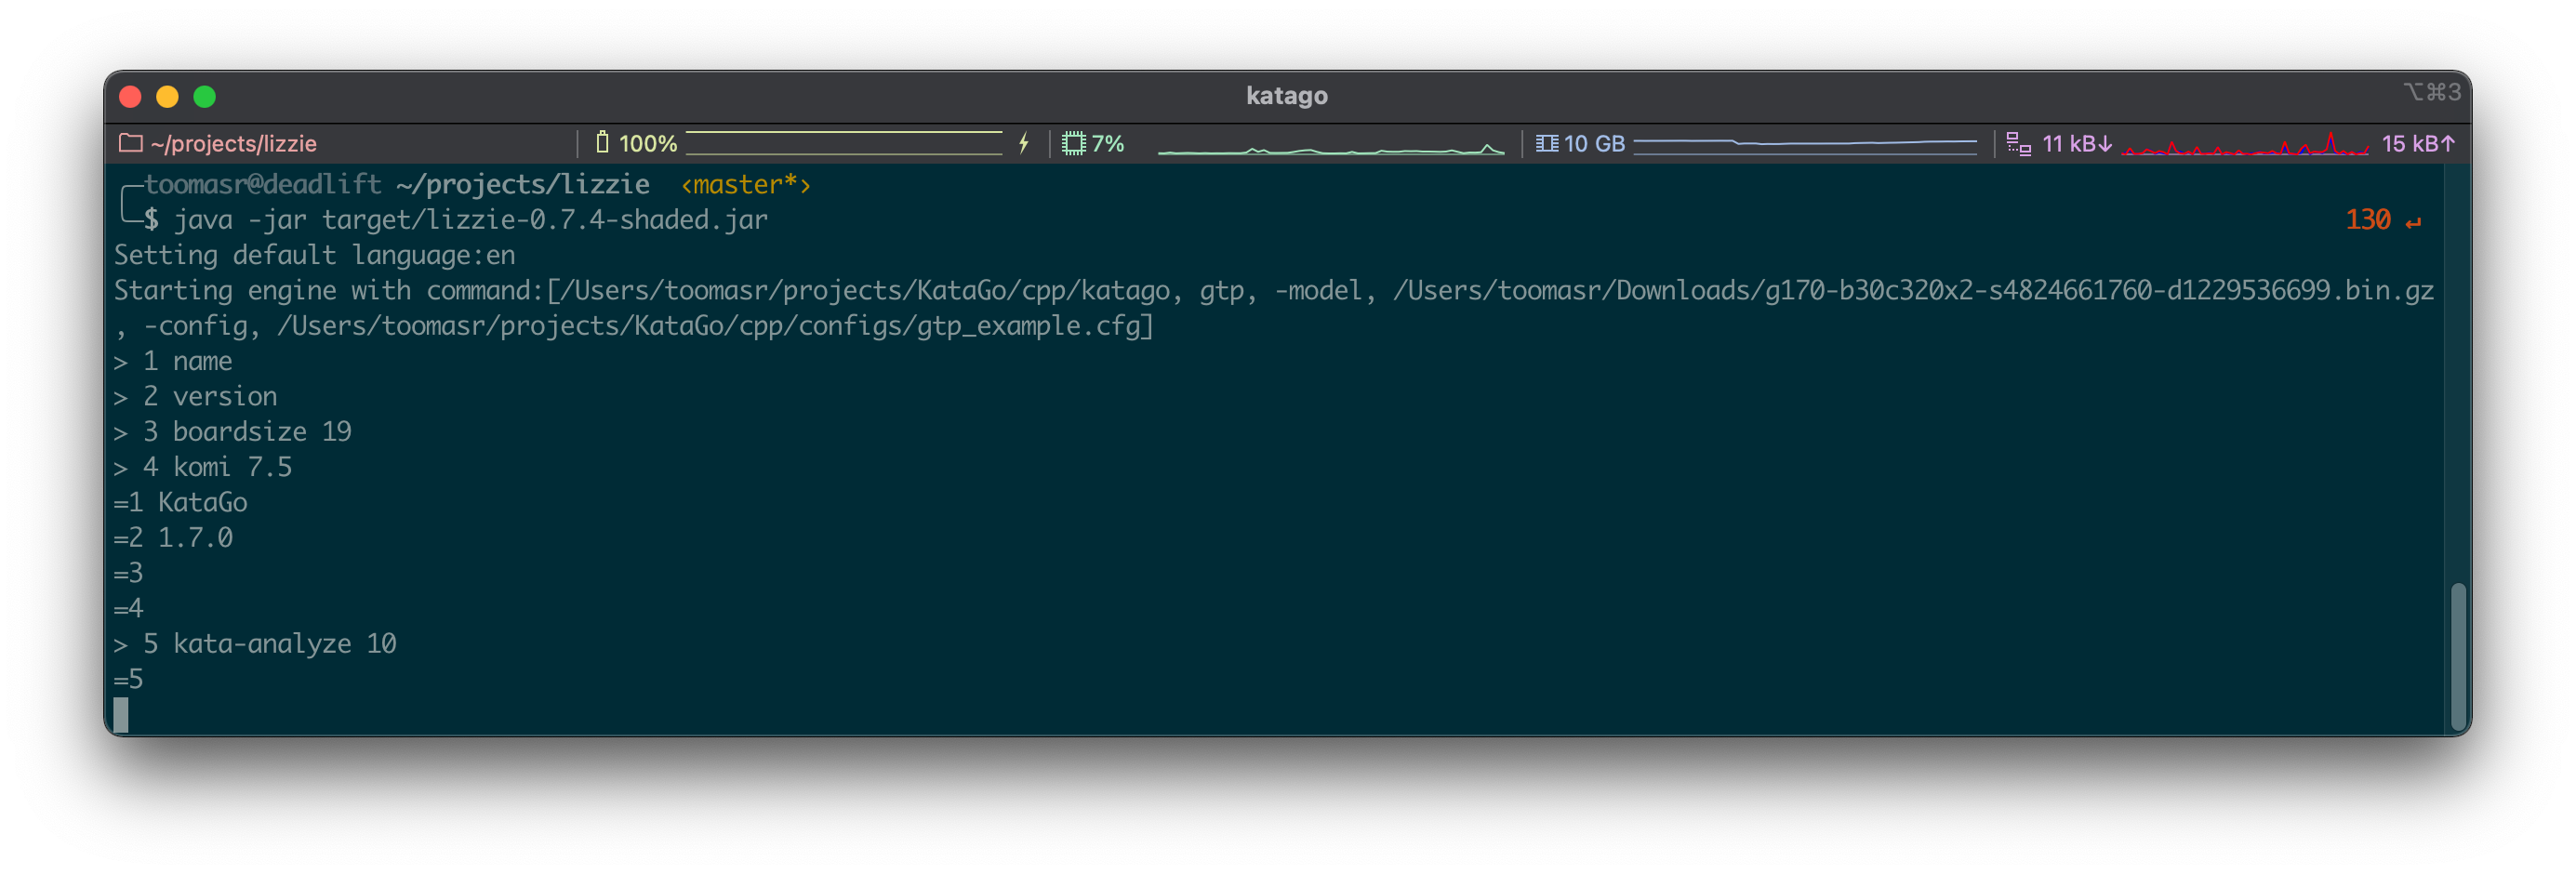 katago
⌥⌘3
~/projects/lizzie 100% 7% 10 GB 11 kB↓ 15 kB↑
toomasr@deadlift ~/projects/lizzie ‹master*›
$ java -jar target/lizzie-0.7.4-shaded.jar 130 ↵
Setting default language:en
Starting engine with command:[/Users/toomasr/projects/KataGo/cpp/katago, gtp, -model, /Users/toomasr/Downloads/g170-b30c320x2-s4824661760-d1229536699.bin.gz
, -config, /Users/toomasr/projects/KataGo/cpp/configs/gtp_example.cfg]
> 1 name
> 2 version
> 3 boardsize 19
> 4 komi 7.5
=1 KataGo
=2 1.7.0
=3
=4
> 5 kata-analyze 10
=5